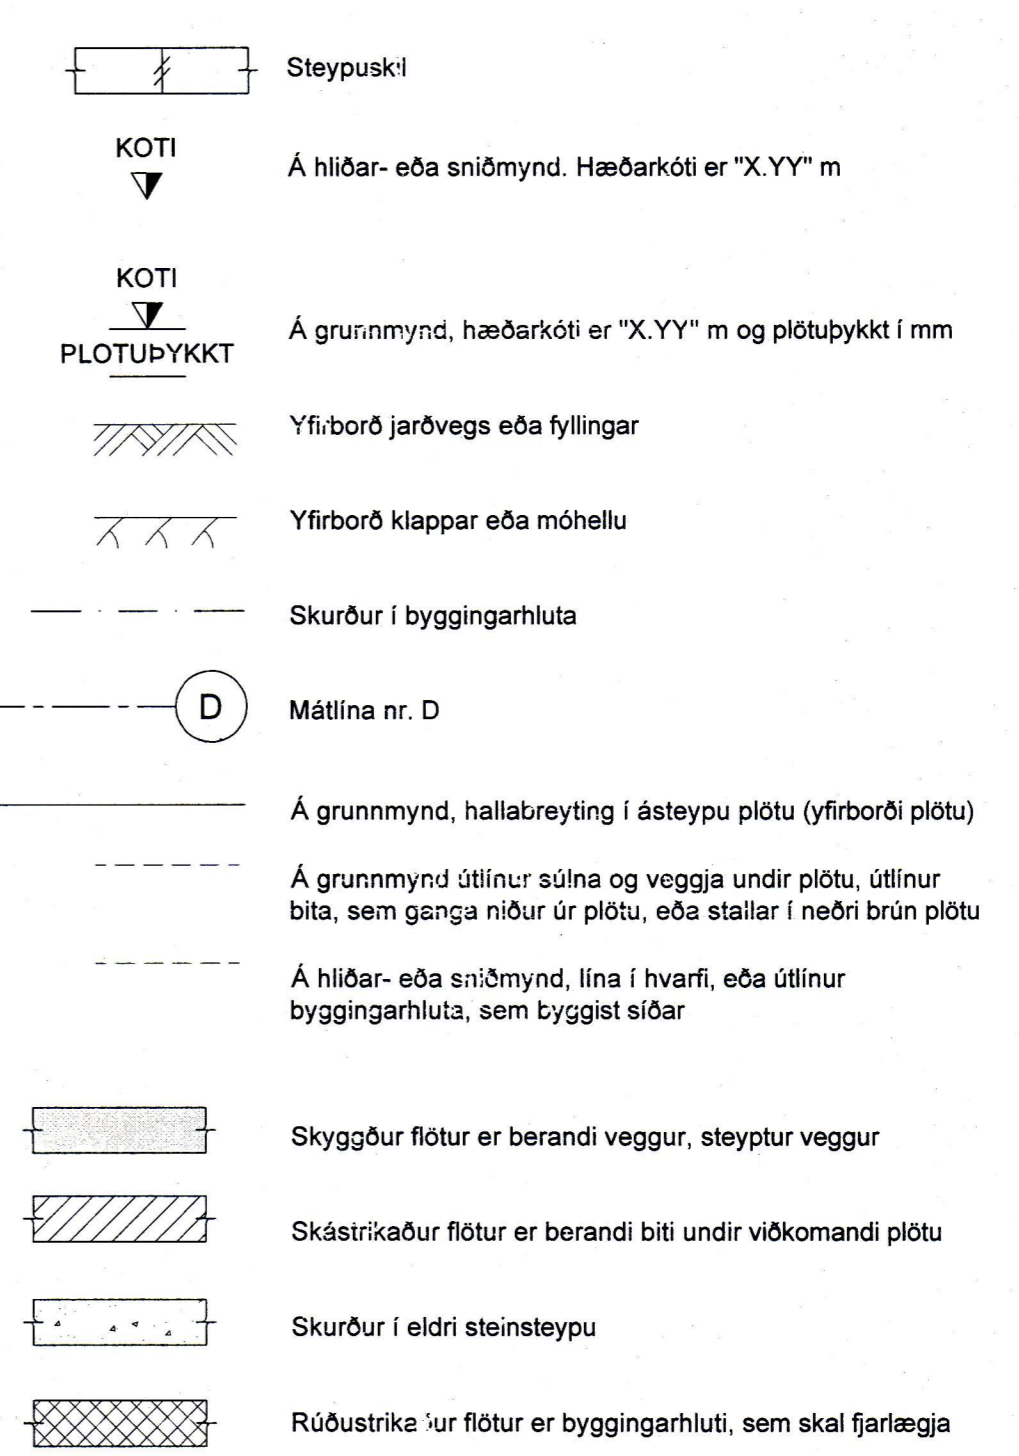 Steypuskil
KOTI
Á hliðar- eða sniðmynd. Hæðarkóti er "X.YY" m
KOTI
PLOTUÞYKKT
Á grunnmynd, hæðarkóti er "X.YY" m og plötuþykkt í mm
Yfirborð jarðvegs eða fyllingar
Yfirborð klappar eða móhellu
Skurður í byggingarhluta
D
Mátlína nr. D
Á grunnmynd, hallabreyting í ásteypu plötu (yfirborði plötu)
Á grunnmynd útlínur súlna og veggja undir plötu, útlínur
bita, sem ganga niður úr plötu, eða stallar í neðri brún plötu
Á hliðar- eða sniðmynd, lína í hvarfi, eða útlínur
byggingarhluta, sem byggist síðar
Skyggður flötur er berandi veggur, steyptur veggur
Skástrikaður flötur er berandi biti undir viðkomandi plötu
Skurður í eldri steinsteypu
Rúðustrikaður flötur er byggingarhluti, sem skal fjarlægja